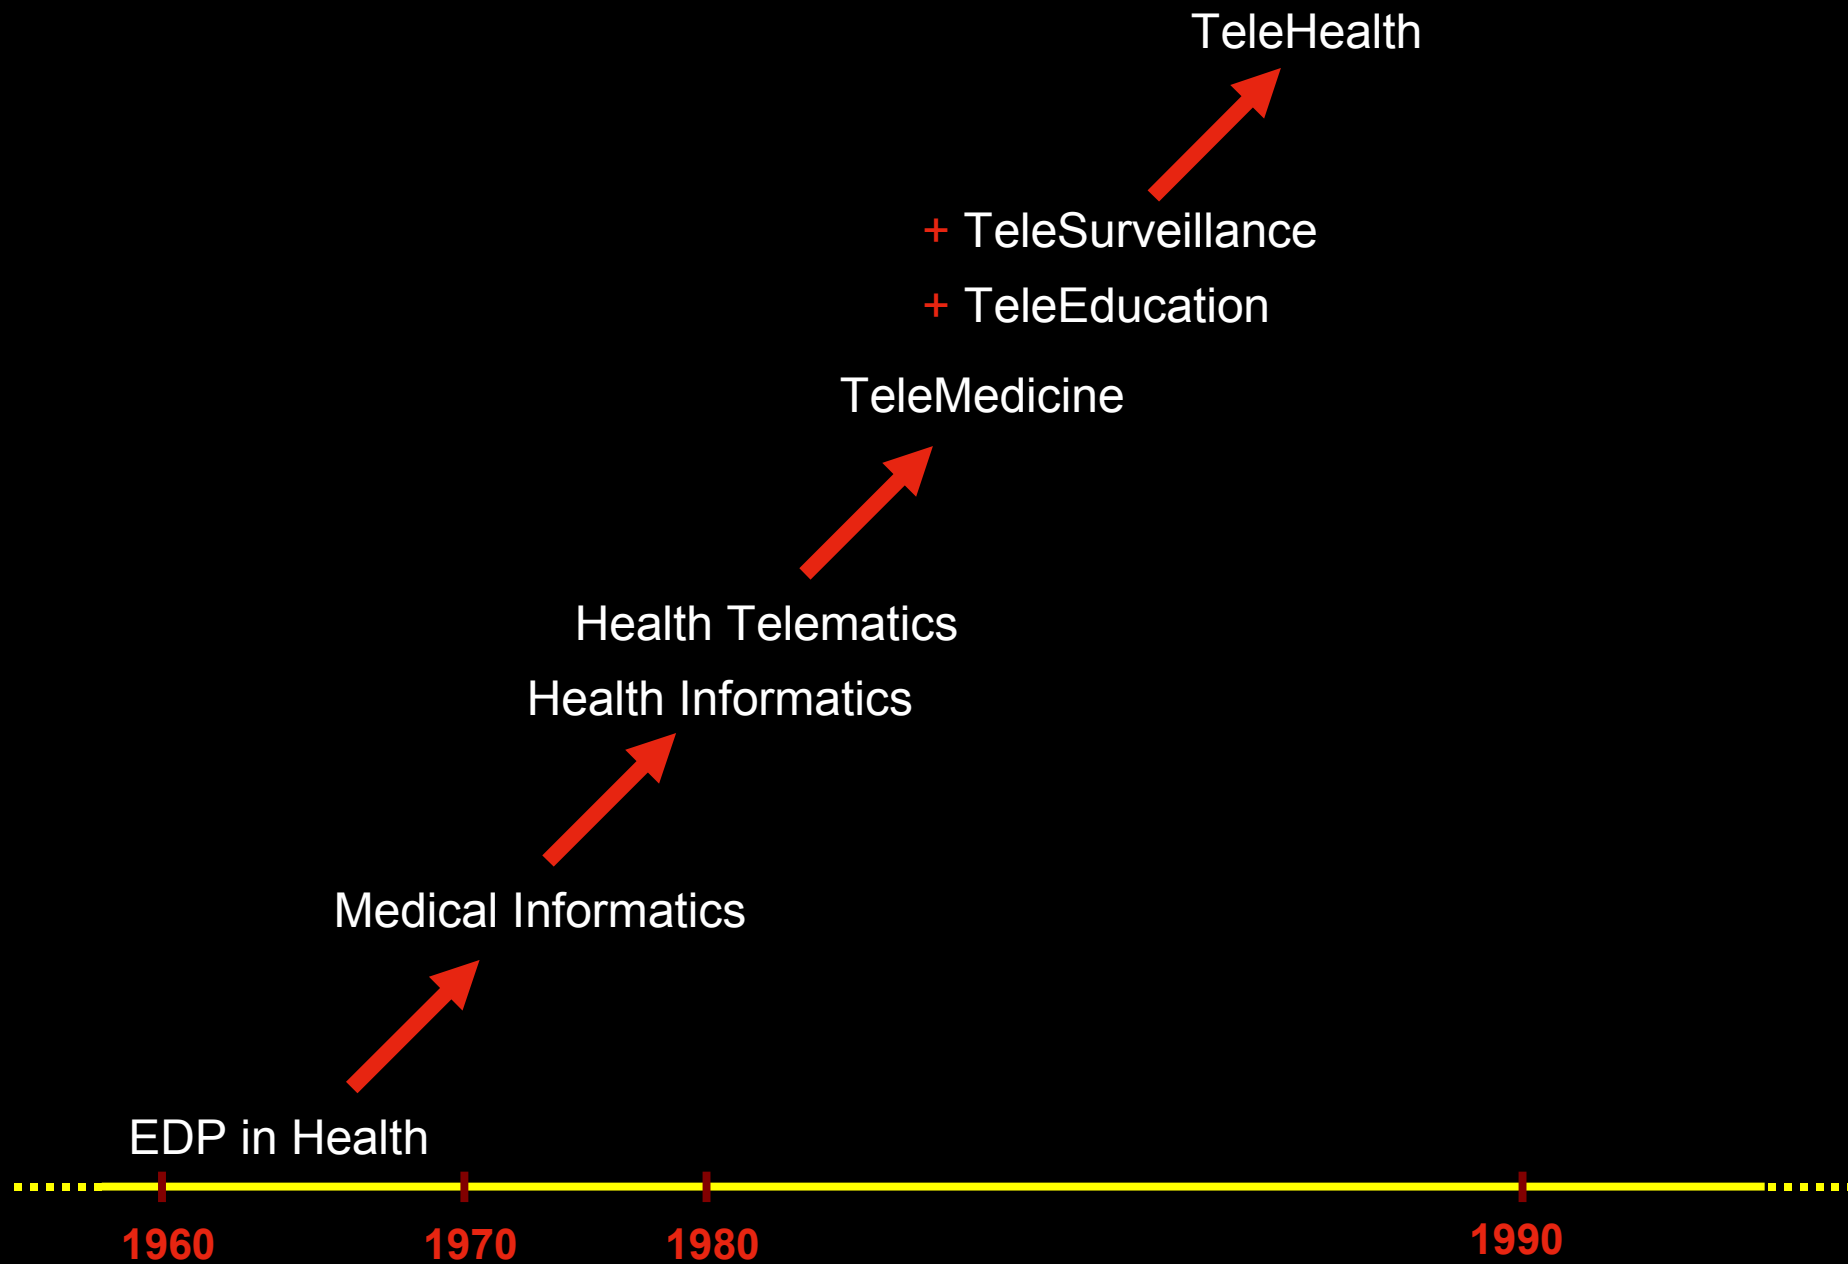 TeleHealth
+ TeleSurveillance
+ TeleEducation
TeleMedicine
Health Telematics
Health Informatics
Medical Informatics
EDP in Health
1960 1970 1980 1990